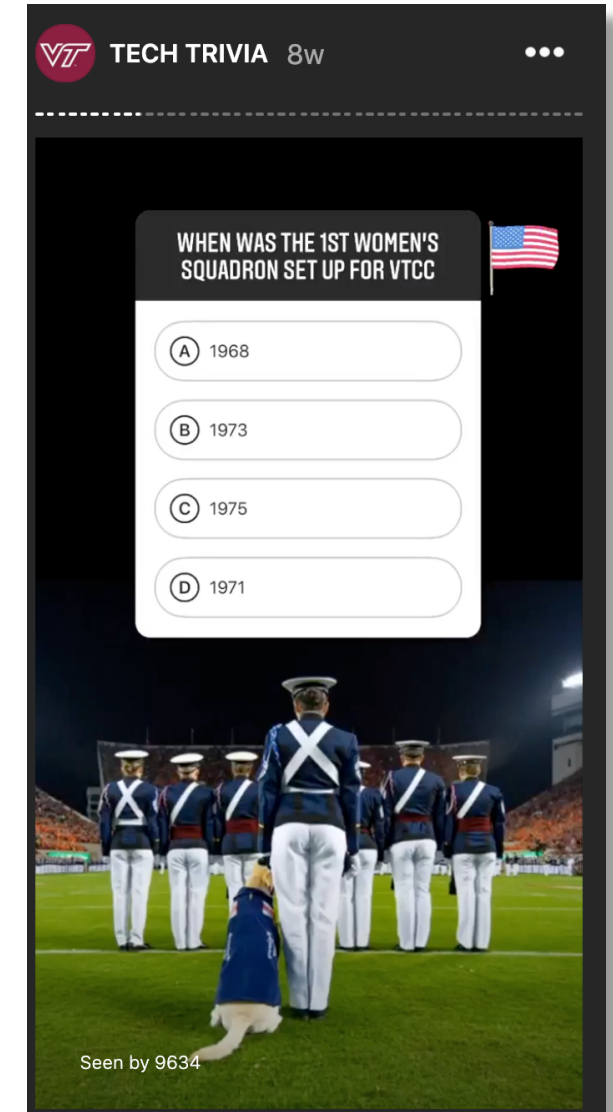 VT TECH TRIVIA 8w
WHEN WAS THE 1ST WOMEN'S
SQUADRON SET UP FOR VTCC
A 1968
B 1973
C 1975
D 1971
Seen by 9634